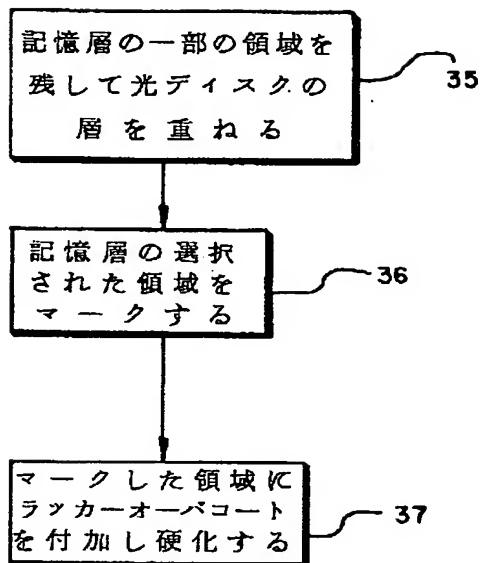 記憶層の一部の領域を
残して光ディスクの
層を重ねる
35
記憶層の選択
された領域を
マークする
36
マークした領域に
ラッカーオーバコート
を付加し硬化する
37